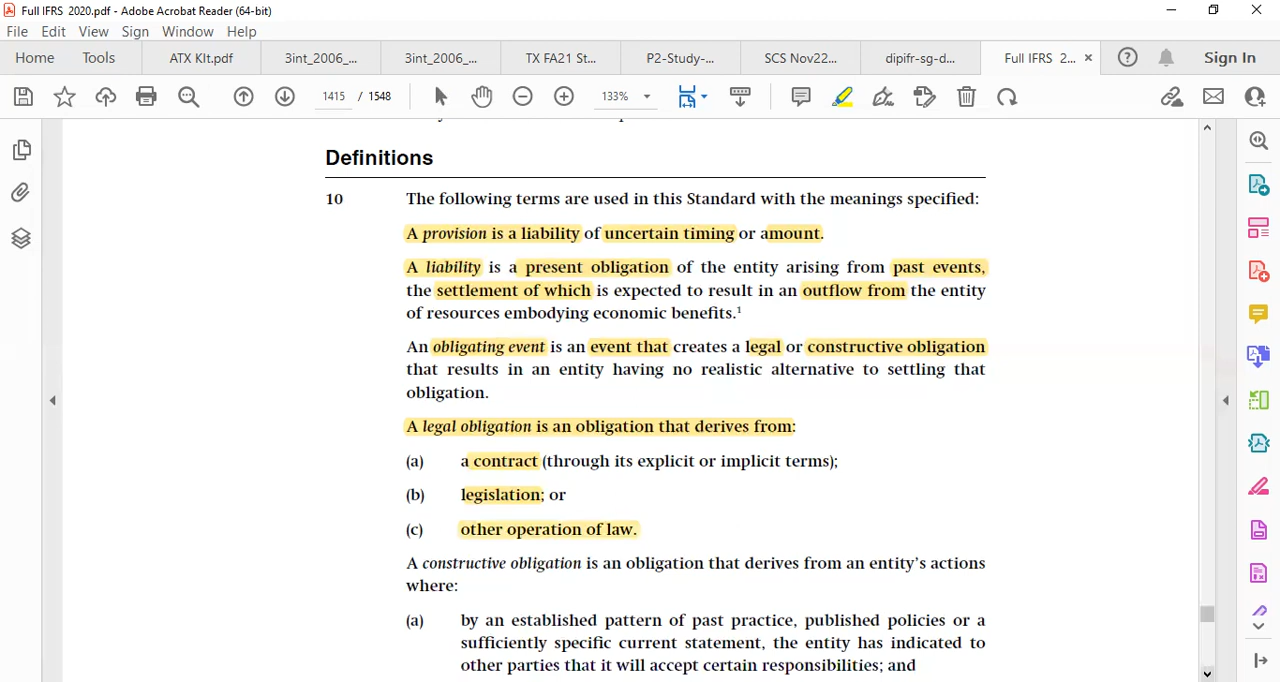 Full IFRS 2020.pdf - Adobe Acrobat Reader (64-bit)
File Edit View Sign Window Help
Home Tools ATX KIt.pdf 3int_2006_... 3int_2006_... TX FA21 St... P2-Study-... SCS Nov22... dipifr-sg-d... Full IFRS 2... × Sign In
1415 / 1548 133%
Definitions
10 The following terms are used in this Standard with the meanings specified:
A provision is a liability of uncertain timing or amount.
A liability is a present obligation of the entity arising from past events,
the settlement of which is expected to result in an outflow from the entity
of resources embodying economic benefits.1
An obligating event is an event that creates a legal or constructive obligation
that results in an entity having no realistic alternative to settling that
obligation.
A legal obligation is an obligation that derives from:
(a) a contract (through its explicit or implicit terms);
(b) legislation; or
(c) other operation of law.
A constructive obligation is an obligation that derives from an entity's actions
where:
(a) by an established pattern of past practice, published policies or a
sufficiently specific current statement, the entity has indicated to
other parties that it will accept certain responsibilities; and